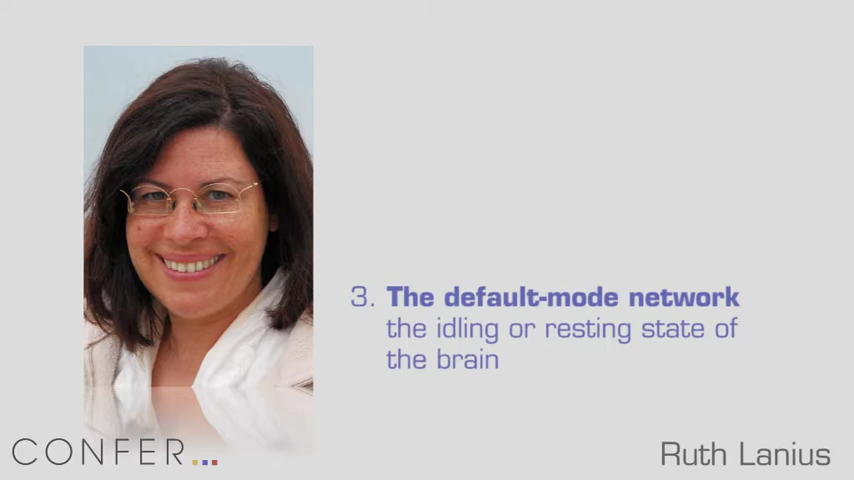 3. The default-mode network
the idling or resting state of
the brain
CONFER...
Ruth Lanius